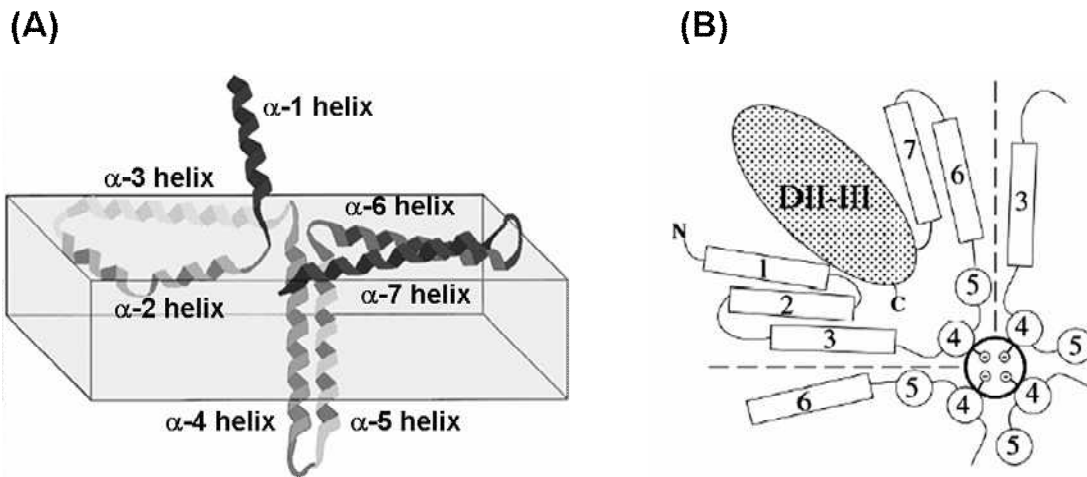 (A)
α-1 helix
α-3 helix
α-6 helix
α-2 helix
α-7 helix
α-4 helix
α-5 helix
(B)
7
6
3
DII-III
N
1
5
2
C
3
4
4
5
6
5
4
4
5